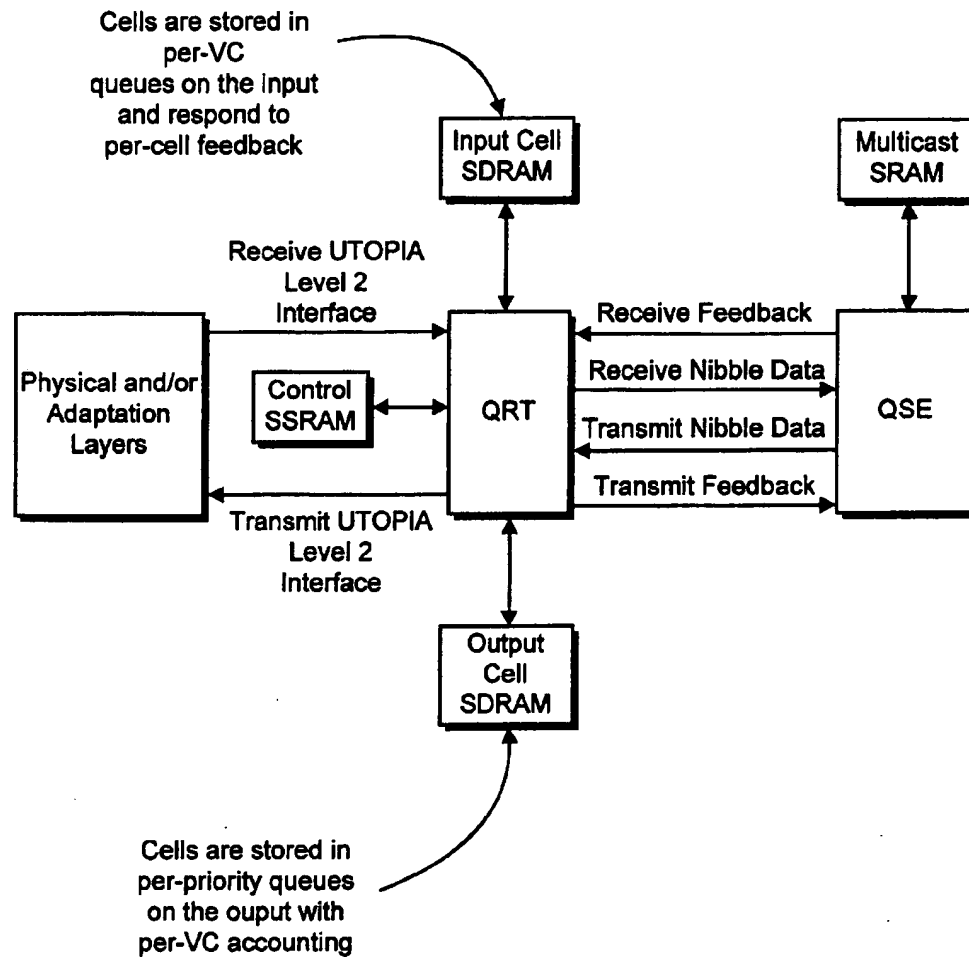 Cells are stored in
per-VC
queues on the input
and respond to
per-cell feedback
Input Cell
SDRAM
Multicast
SRAM
Receive UTOPIA
Level 2
Interface
Receive Feedback
Physical and/or
Adaptation
Layers
Control
SSRAM
QRT
Receive Nibble Data
QSE
Transmit Nibble Data
Transmit Feedback
Transmit UTOPIA
Level 2
Interface
Output
Cell
SDRAM
Cells are stored in
per-priority queues
on the ouput with
per-VC accounting